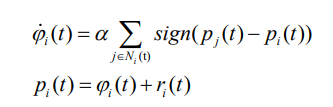 φ̇ᵢ(t) = α ∑_{j∈Nᵢ(t)} sign(pⱼ(t) − pᵢ(t))
pᵢ(t) = φᵢ(t) + rᵢ(t)